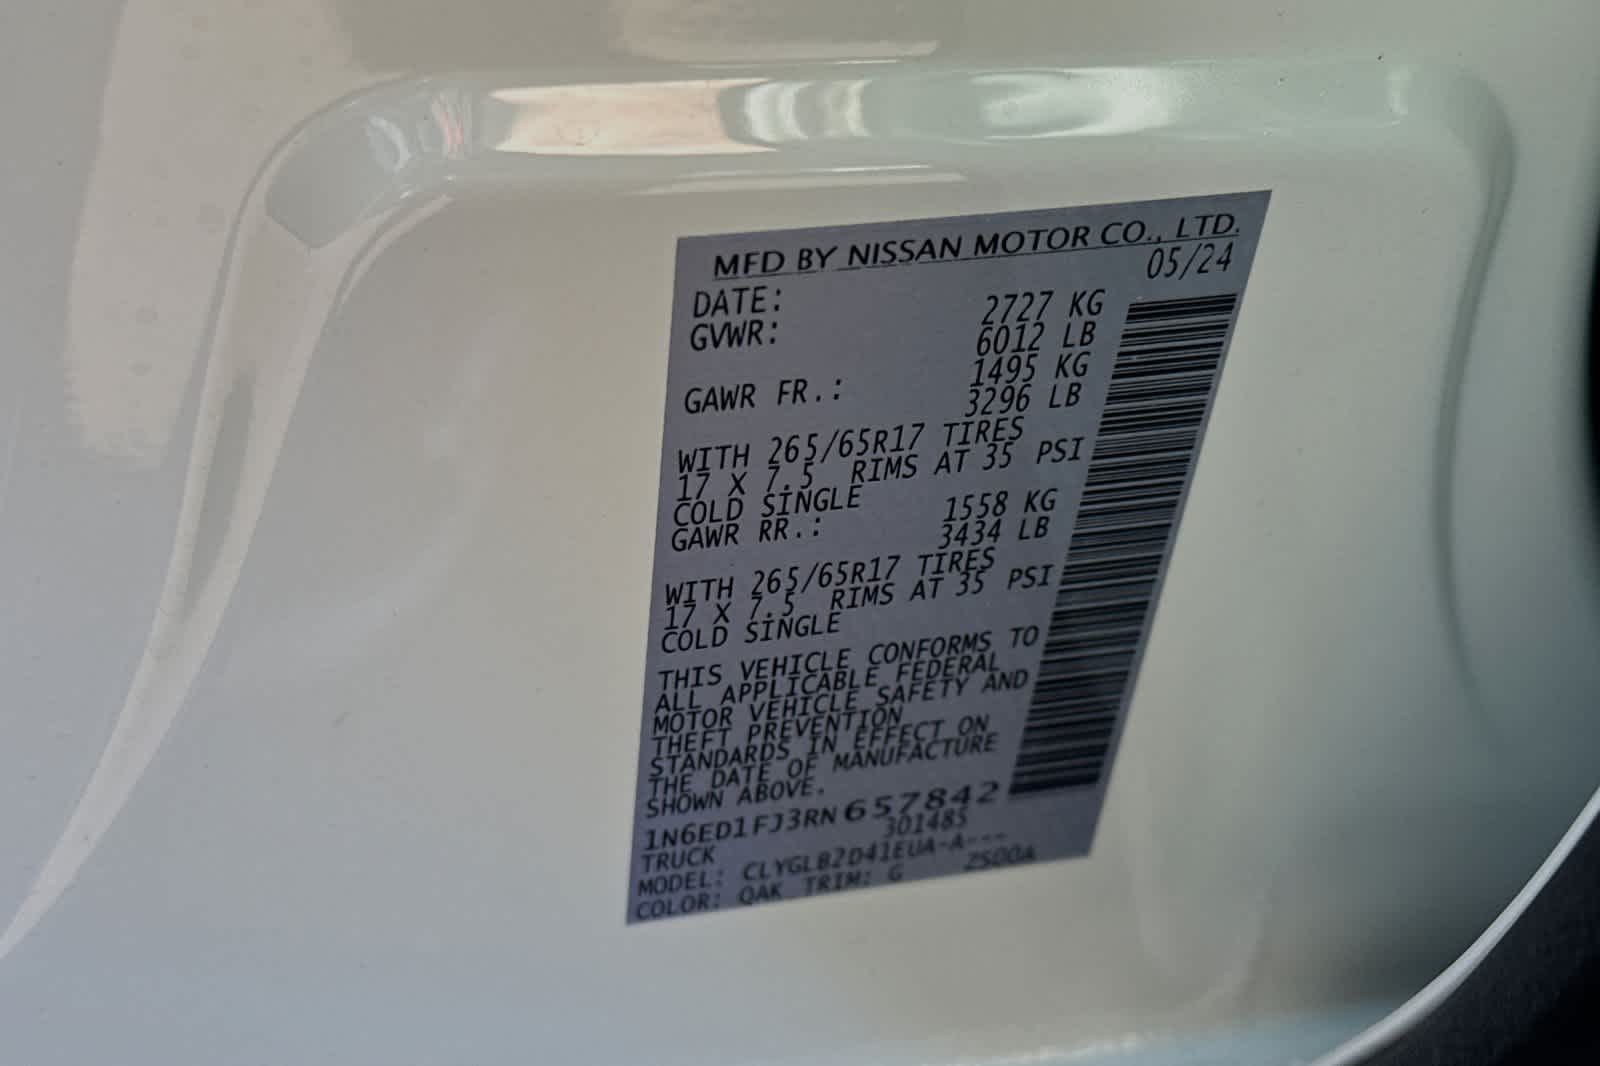 MFD BY NISSAN MOTOR CO., LTD.
DATE: 05/24
GVWR: 2727 KG
6012 LB
GAWR FR.: 1495 KG
3296 LB
WITH 265/65R17 TIRES
17 X 7.5 RIMS AT 35 PSI
COLD SINGLE
GAWR RR.: 1558 KG
3434 LB
WITH 265/65R17 TIRES
17 X 7.5 RIMS AT 35 PSI
COLD SINGLE
THIS VEHICLE CONFORMS TO
ALL APPLICABLE FEDERAL
MOTOR VEHICLE SAFETY AND
THEFT PREVENTION
STANDARDS IN EFFECT ON
THE DATE OF MANUFACTURE
SHOWN ABOVE.
1N6ED1FJ3RN657842
TRUCK 301485
MODEL: CLYGLB2D41EUA-A---
COLOR: QAK TRIM: G ZS00A